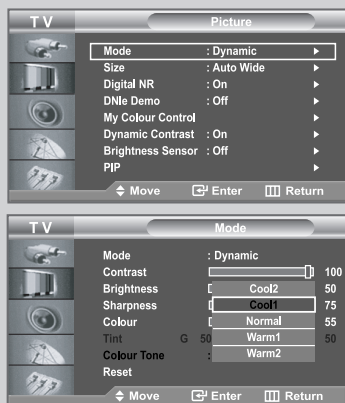 T V Picture
Mode : Dynamic
Size : Auto Wide
Digital NR : On
DNIe Demo : Off
My Colour Control
Dynamic Contrast : On
Brightness Sensor : Off
PIP
Move Enter Return
T V Mode
Mode : Dynamic
Contrast 100
Brightness Cool2 50
Sharpness Cool1 75
Colour Normal 55
Tint G 50 Warm1 50
Colour Tone : Warm2
Reset
Move Enter Return